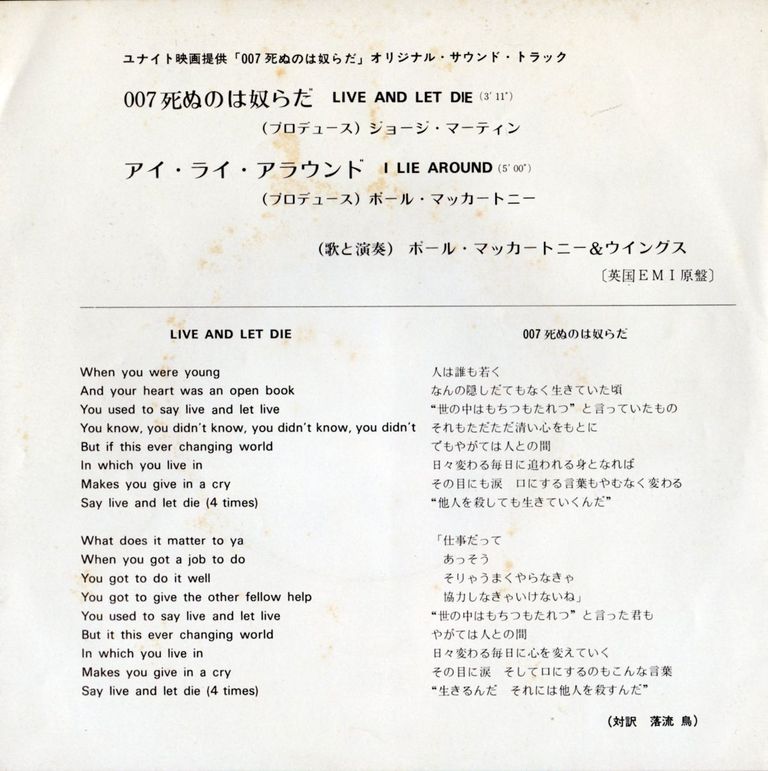 ユナイト映画提供「007 死ぬのは奴らだ」オリジナル・サウンド・トラック
007 死ぬのは奴らだ LIVE AND LET DIE (3′11″)
(プロデュース) ジョージ・マーティン
アイ・ライ・アラウンド I LIE AROUND (5′00″)
(プロデュース) ポール・マッカートニー
(歌と演奏) ポール・マッカートニー&ウイングス
〔英国EMI原盤〕
LIVE AND LET DIE
When you were young
And your heart was an open book
You used to say live and let live
You know, you didn't know, you didn't know, you didn't
But if this ever changing world
In which you live in
Makes you give in a cry
Say live and let die (4 times)
What does it matter to ya
When you got a job to do
You got to do it well
You got to give the other fellow help
You used to say live and let live
But it this ever changing world
In which you live in
Makes you give in a cry
Say live and let die (4 times)
007 死ぬのは奴らだ
人は誰も若く
なんの隠しだてもなく生きていた頃
“世の中はもちつもたれつ”と言っていたもの
それもただただ清い心をもとに
でもやがては人との間
日々変わる毎日に追われる身となれば
その目にも涙 口にする言葉もやむなく変わる
“他人を殺しても生きていくんだ”
「仕事だって
あっそう
そりゃうまくやらなきゃ
協力しなきゃいけないね」
“世の中はもちつもたれつ”と言った君も
やがては人との間
日々変わる毎日に心を変えていく
その目に涙 そして口にするのもこんな言葉
“生きるんだ それには他人を殺すんだ”
(対訳 落流 鳥)